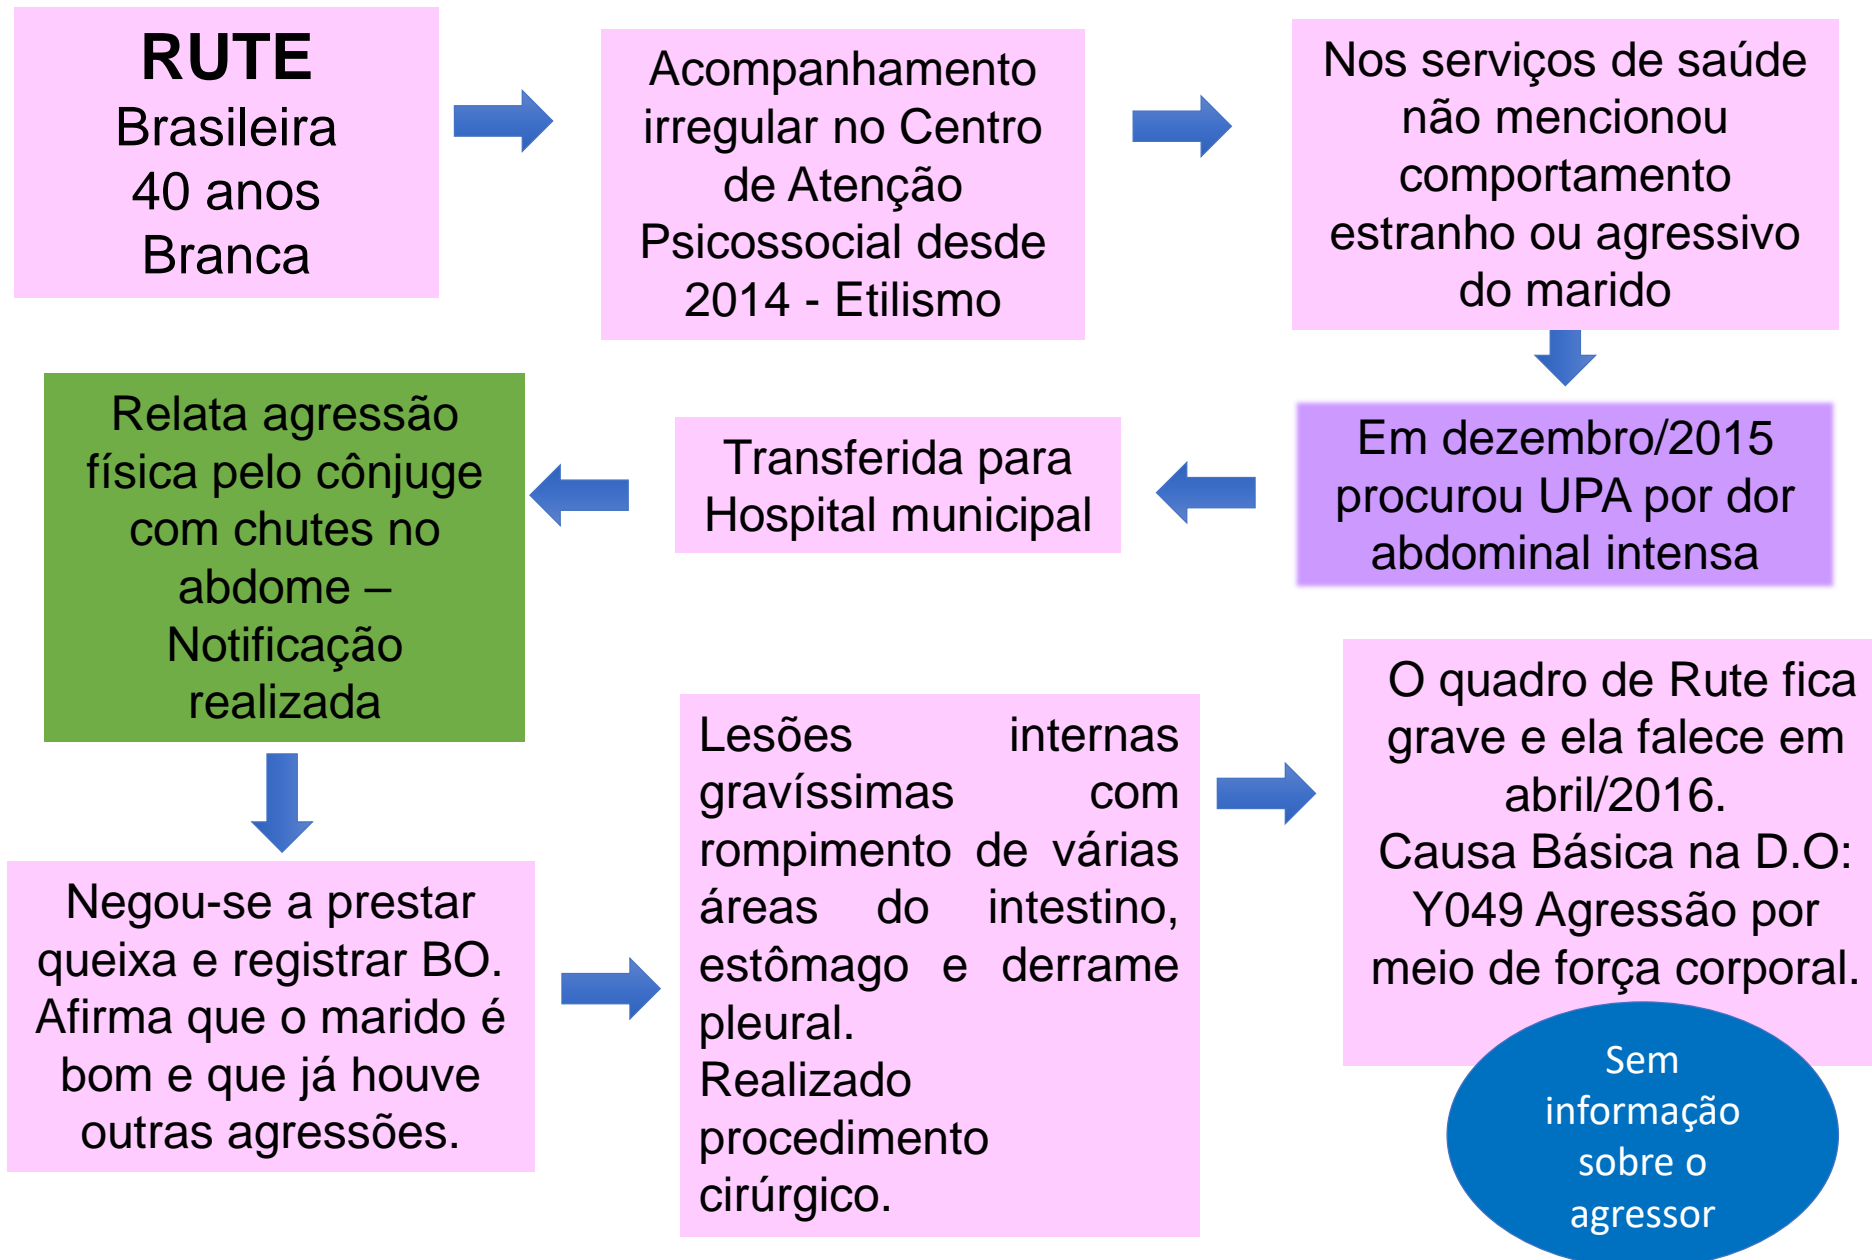 RUTE
Brasileira
40 anos
Branca
Acompanhamento
irregular no Centro
de Atenção
Psicossocial desde
2014 - Etilismo
Nos serviços de saúde
não mencionou
comportamento
estranho ou agressivo
do marido
Em dezembro/2015
procurou UPA por dor
abdominal intensa
Transferida para
Hospital municipal
Relata agressão
física pelo cônjuge
com chutes no
abdome –
Notificação
realizada
Negou-se a prestar
queixa e registrar BO.
Afirma que o marido é
bom e que já houve
outras agressões.
Lesões internas
gravíssimas com
rompimento de várias
áreas do intestino,
estômago e derrame
pleural.
Realizado
procedimento
cirúrgico.
O quadro de Rute fica
grave e ela falece em
abril/2016.
Causa Básica na D.O:
Y049 Agressão por
meio de força corporal.
Sem
informação
sobre o
agressor